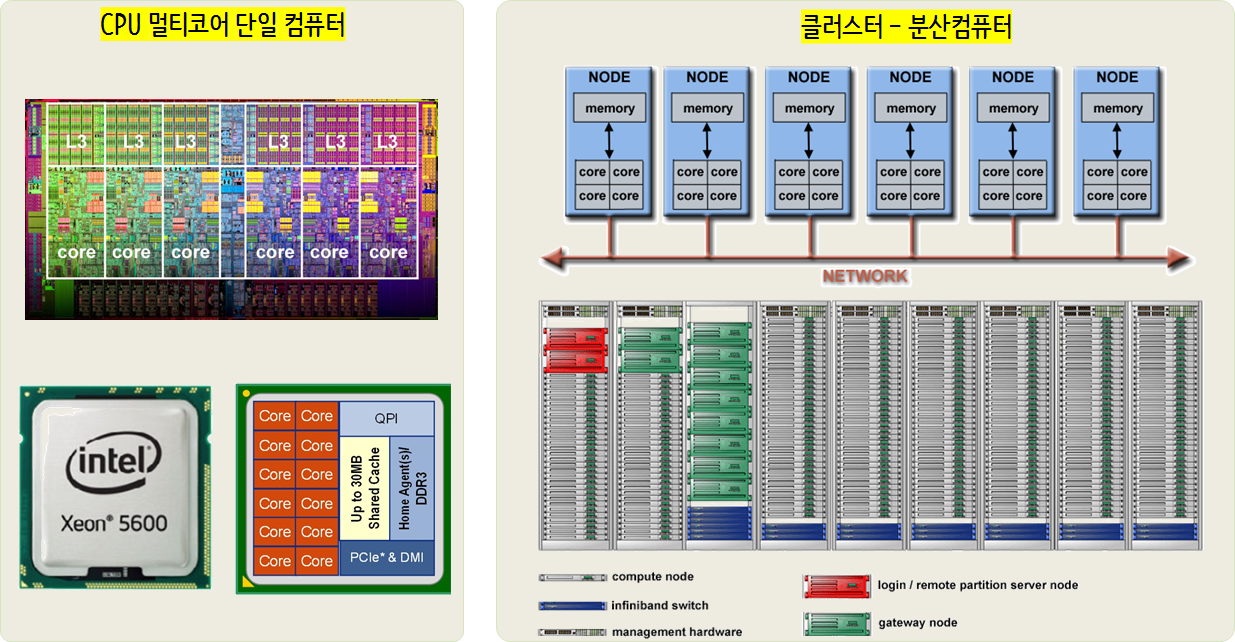 CPU 멀티코어 단일 컴퓨터
L3 L3 L3 L3 L3 L3
core core core core core core
intel
Xeon® 5600
Core Core
Core Core
Core Core
Core Core
Core Core
Core Core
QPI
Up to 30MB
Shared Cache
Home Agent(s)/
DDR3
PCIe* & DMI
클러스터 - 분산컴퓨터
NODE NODE NODE NODE NODE NODE
memory memory memory memory memory memory
core core core core core core core core core core core core
core core core core core core core core core core core core
NETWORK
compute node
infiniband switch
management hardware
login / remote partition server node
gateway node